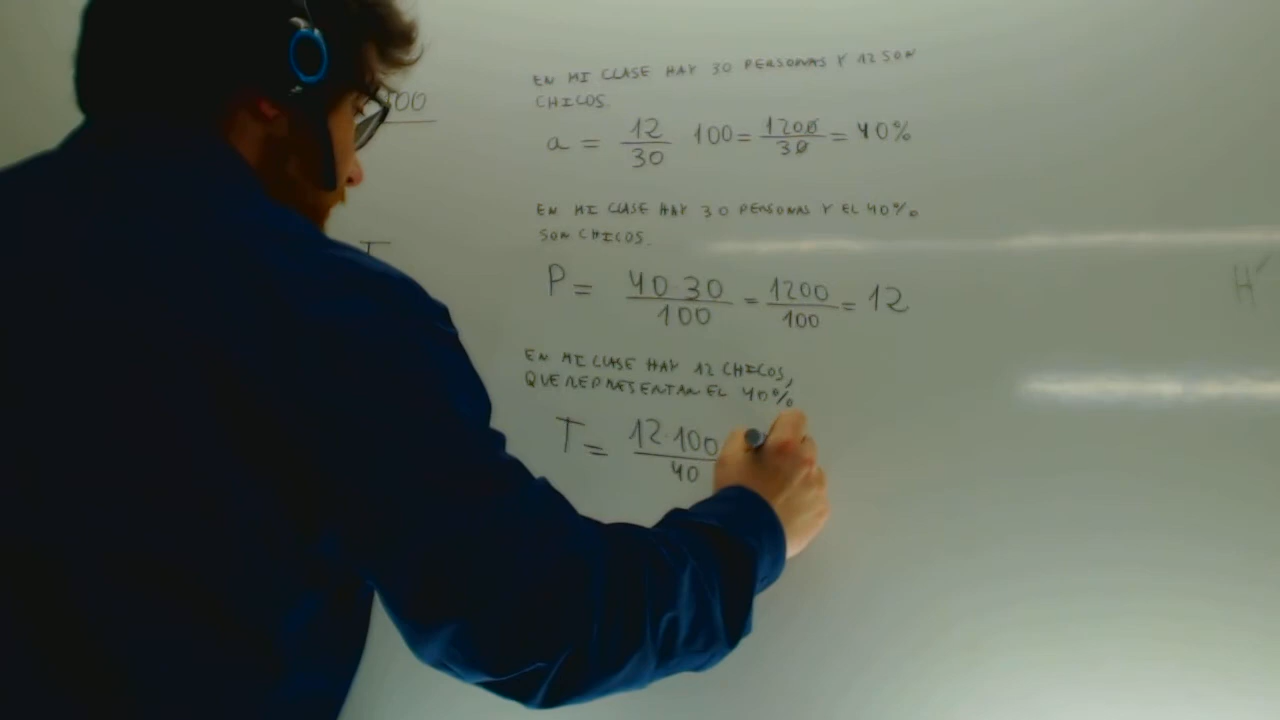 EN MI CLASE HAY 30 PERSONAS Y 12 SON
CHICOS.
a = 12/30 100 = 1200/30 = 40%
EN MI CLASE HAY 30 PERSONAS Y EL 40%
SON CHICOS.
P = 40·30/100 = 1200/100 = 12
EN MI CLASE HAY 12 CHICOS,
QUE REPRESENTAN EL 40%
T = 12·100/40